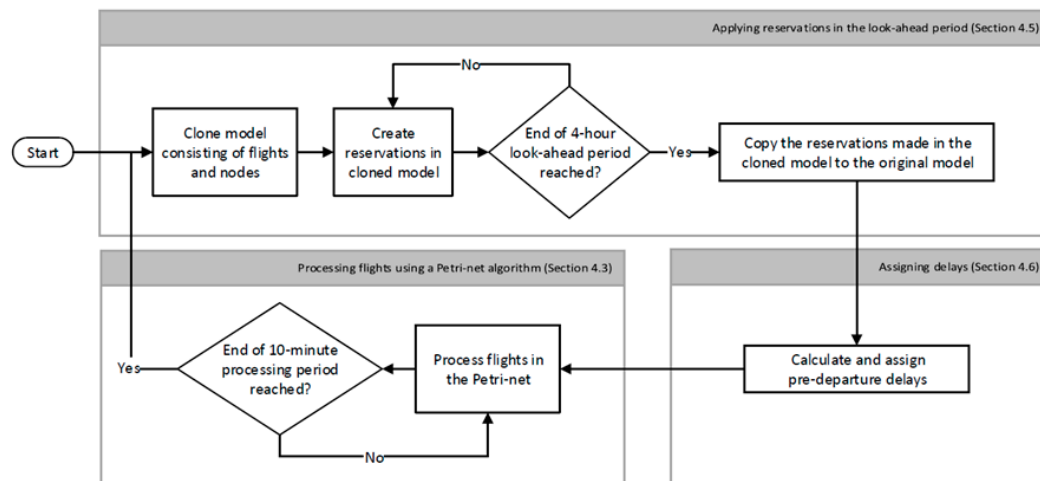 Applying reservations in the look-ahead period (Section 4.5)
No
Start
Clone model
consisting of flights
and nodes
Create
reservations in
cloned model
End of 4-hour
look-ahead period
reached?
Yes
Copy the reservations made in the
cloned model to the original model
Processing flights using a Petri-net algorithm (Section 4.3)
Assigning delays (Section 4.6)
Yes
End of 10-minute
processing period
reached?
Process flights in
the Petri-net
Calculate and assign
pre-departure delays
No